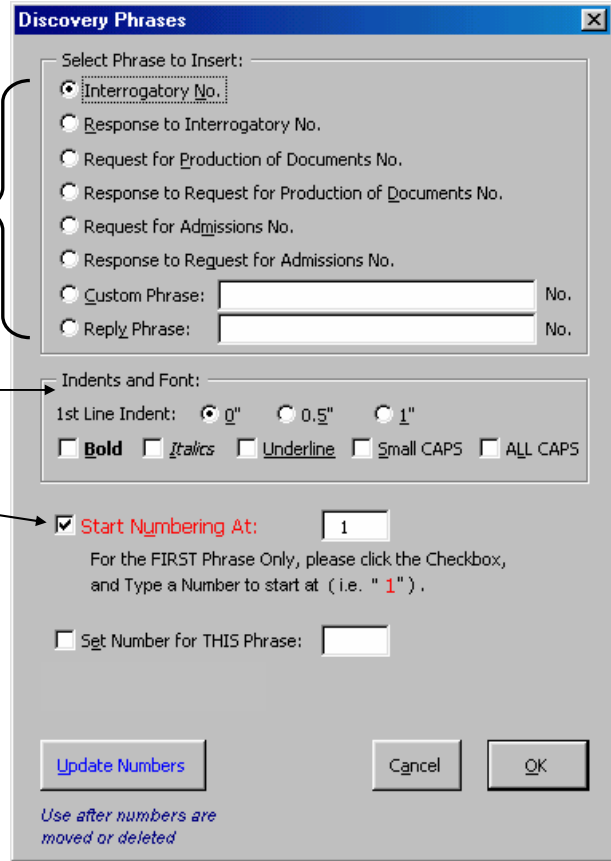 Discovery Phrases
Select Phrase to Insert:
Interrogatory No.
Response to Interrogatory No.
Request for Production of Documents No.
Response to Request for Production of Documents No.
Request for Admissions No.
Response to Request for Admissions No.
Custom Phrase: No.
Reply Phrase: No.
Indents and Font:
1st Line Indent: 0" 0.5" 1"
Bold Italics Underline Small CAPS ALL CAPS
Start Numbering At: 1
For the FIRST Phrase Only, please click the Checkbox,
and Type a Number to start at ( i.e. " 1" ) .
Set Number for THIS Phrase:
Update Numbers Cancel OK
Use after numbers are
moved or deleted